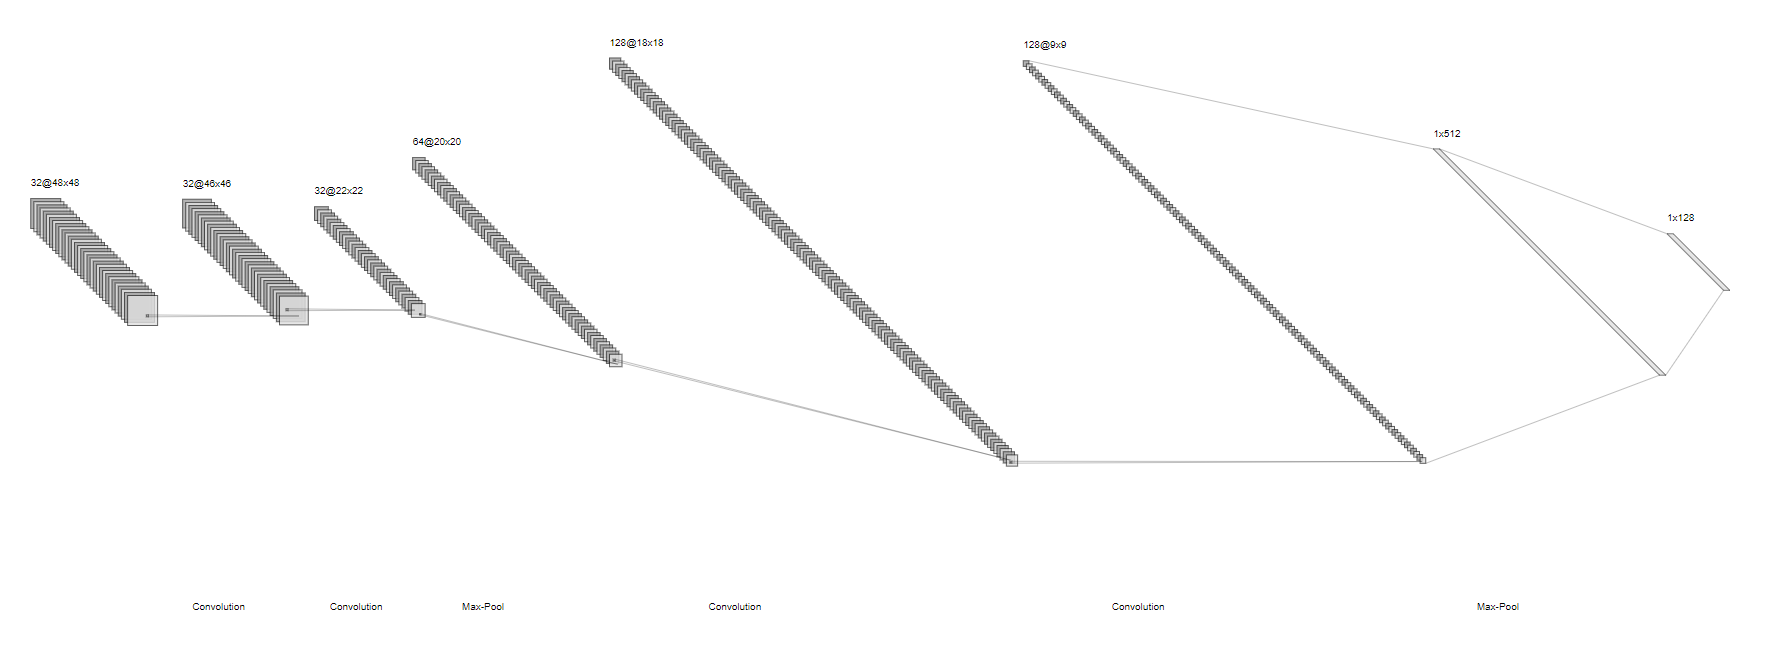 128@18x18
128@9x9
1x512
64@20x20
32@48x48
32@46x46
32@22x22
1x128
Convolution
Convolution
Max-Pool
Convolution
Convolution
Max-Pool